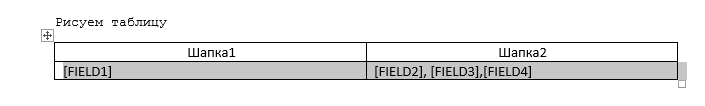 Рисуем таблицу
Шапка1 Шапка2
[FIELD1] [FIELD2], [FIELD3],[FIELD4]